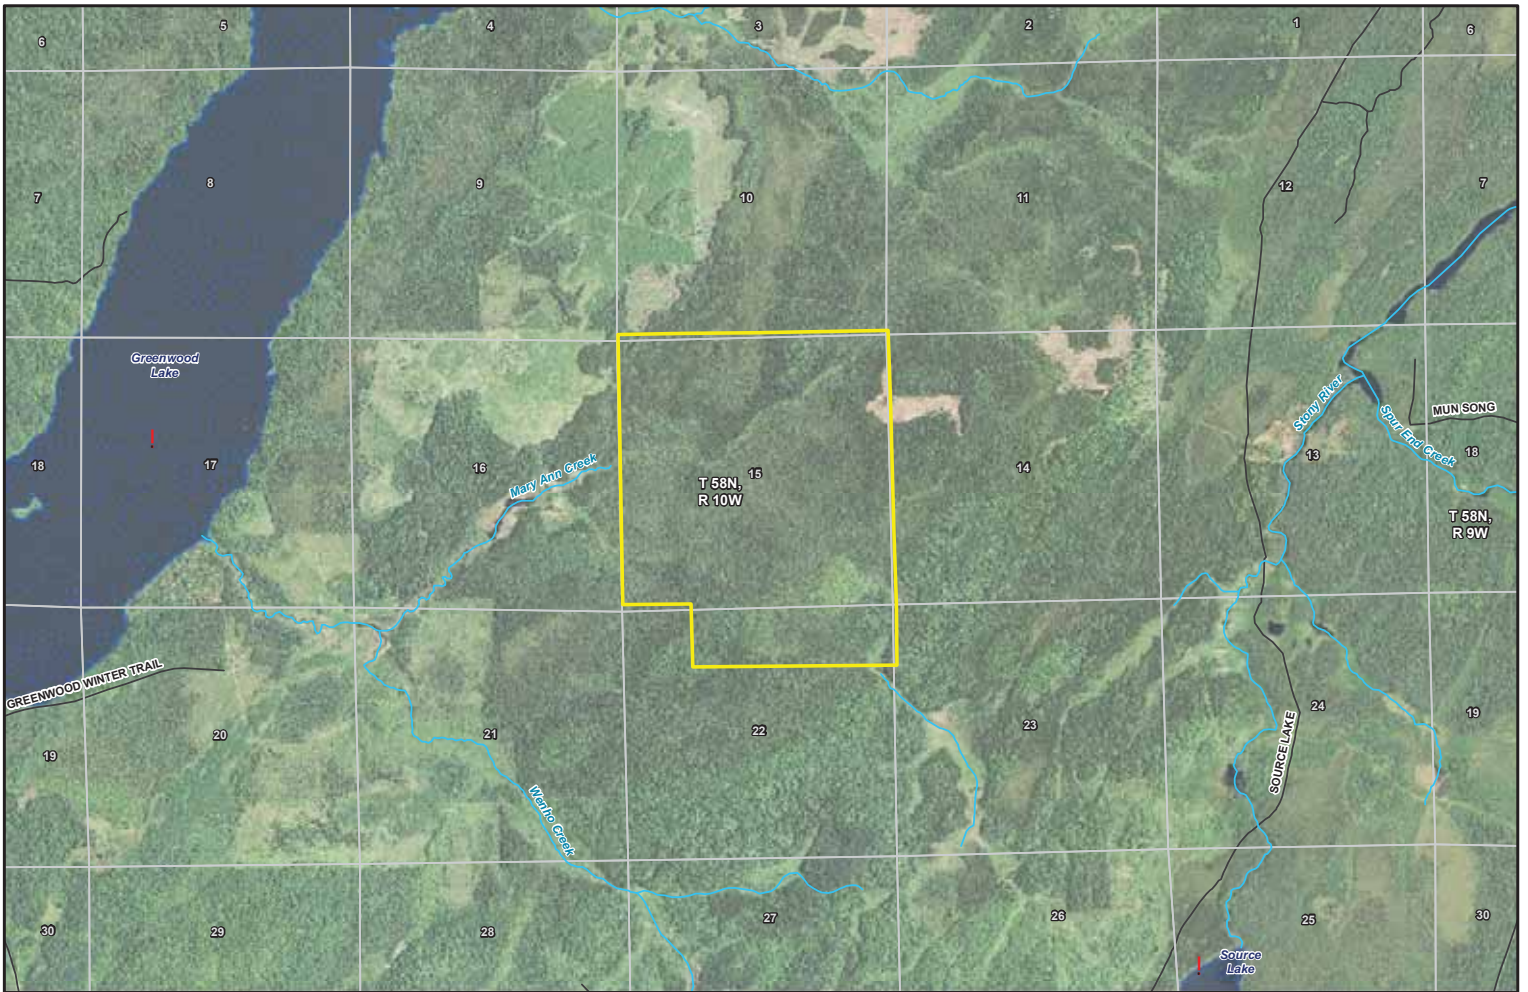 6
5
4
3
2
1
6
7
8
9
10
11
12
7
Greenwood
Lake
!
18
17
16
Mary Ann Creek
15
T 58N,
R 10W
14
Stony River
13
Spur End Creek
MUN SONG
18
T 58N,
R 9W
GREENWOOD WINTER TRAIL
19
20
21
22
23
24
19
SOURCE LAKE
Wenho Creek
30
29
28
27
26
25
30
!
Source
Lake